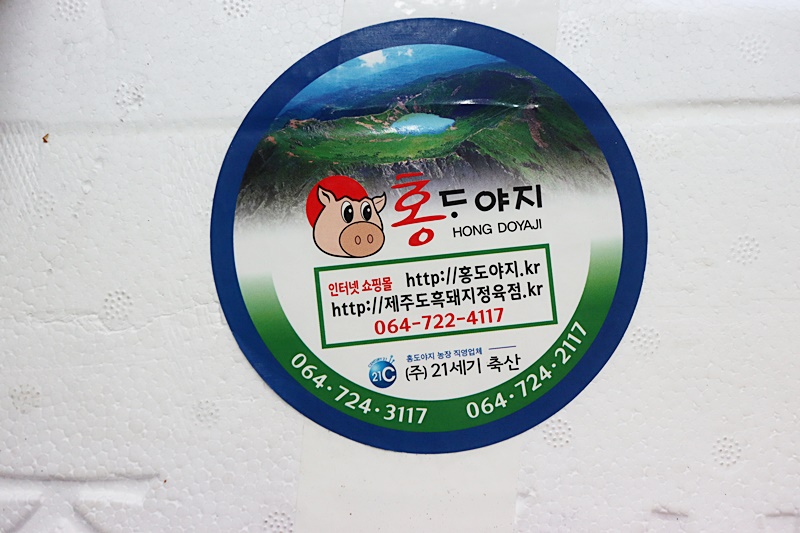 홍도야지
HONG DOYAJI
인터넷 쇼핑몰 http://홍도야지.kr
http://제주도흑돼지정육점.kr
064-722-4117
홍도야지 농장 직영업체
21C (주) 21세기 축산
064·724·3117 064·724·2117